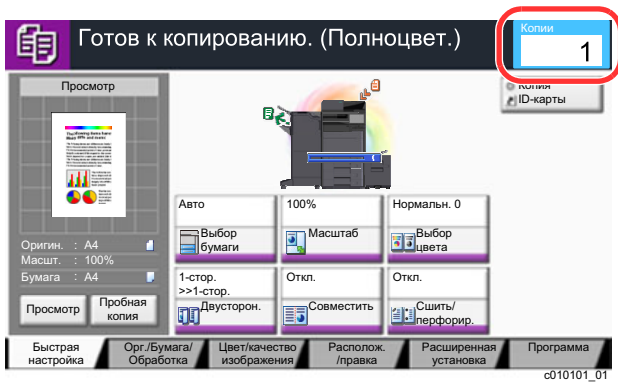 Готов к копированию. (Полноцвет.)
Копии
1
Просмотр
Копия
ID-карты
Оригин. : A4
Масшт. : 100%
Бумага : A4
Просмотр
Пробная
копия
Авто
Выбор
бумаги
100%
Масштаб
Нормальн. 0
Выбор
цвета
1-стор.
>>1-стор.
Двусторон.
Откл.
Совместить
Откл.
Сшить/
перфорир.
Быстрая
настройка
Орг./Бумага/
Обработка
Цвет/качество
изображения
Располож.
/правка
Расширенная
установка
Программа
c010101_01